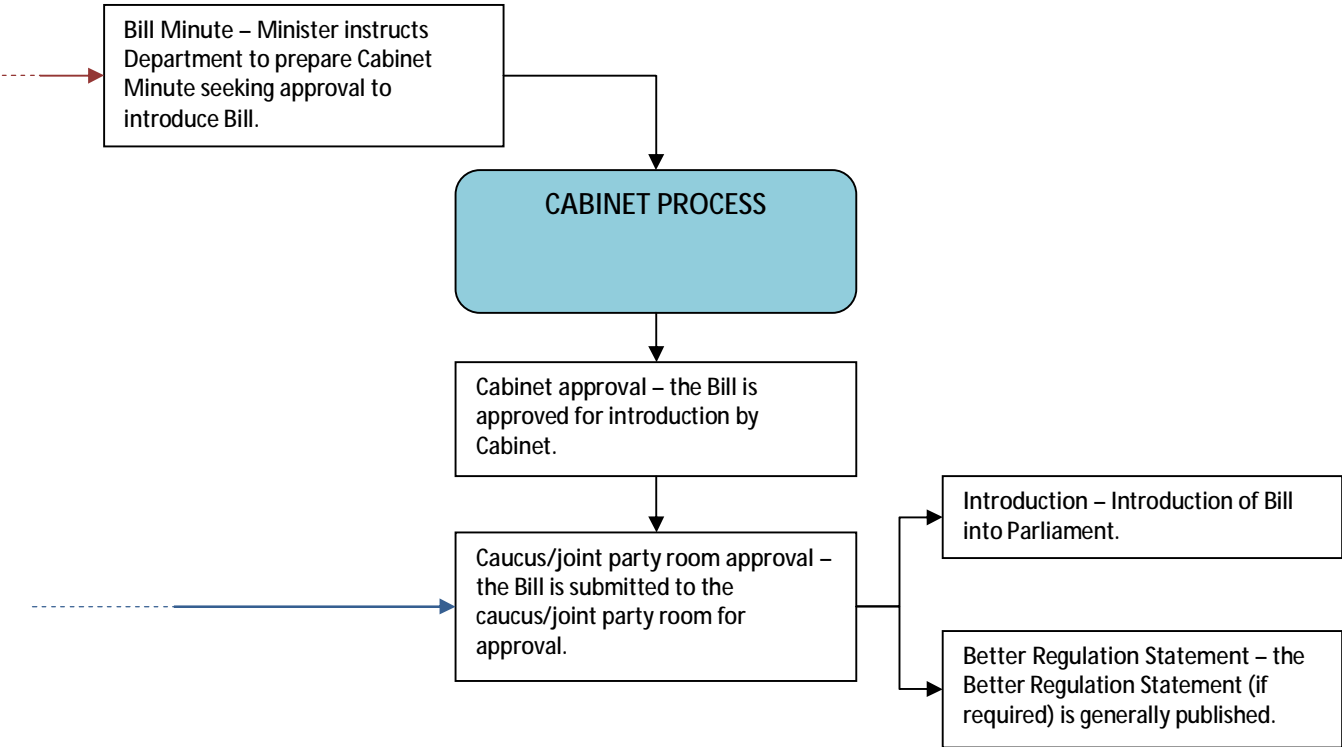 Bill Minute – Minister instructs
Department to prepare Cabinet
Minute seeking approval to
introduce Bill.
CABINET PROCESS
Cabinet approval – the Bill is
approved for introduction by
Cabinet.
Caucus/joint party room approval –
the Bill is submitted to the
caucus/joint party room for
approval.
Introduction – Introduction of Bill
into Parliament.
Better Regulation Statement – the
Better Regulation Statement (if
required) is generally published.